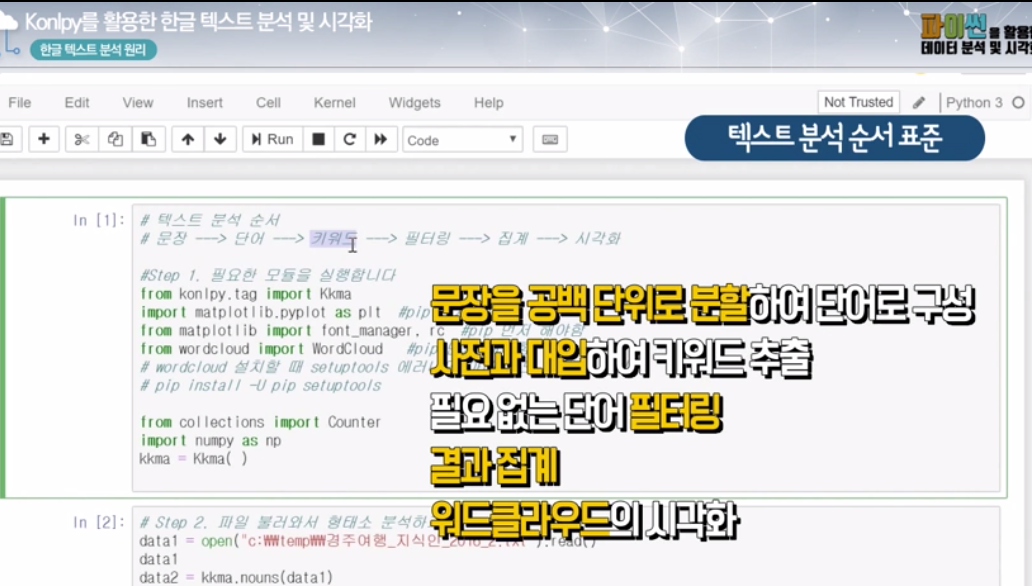 Konlpy를 활용한 한글 텍스트 분석 및 시각화
한글 텍스트 분석 원리
파이썬을 활용한
데이터 분석 및 시각화
File Edit View Insert Cell Kernel Widgets Help
Not Trusted
Python 3
Run
Code
텍스트 분석 순서 표준
In [1]:
# 텍스트 분석 순서
# 문장 ---> 단어 ---> 키워드 ---> 필터링 ---> 집계 ---> 시각화
#Step 1. 필요한 모듈을 실행합니다
from konlpy.tag import Kkma
import matplotlib.pyplot as plt #pip
from matplotlib import font_manager, rc #pip 먼저 해야함
from wordcloud import WordCloud #pip
# wordcloud 설치할 때 setuptools 에러
# pip install -U pip setuptools
from collections import Counter
import numpy as np
kkma = Kkma( )
문장을 공백 단위로 분할하여 단어로 구성
사전과 대입하여 키워드 추출
필요 없는 단어 필터링
결과 집계
워드클라우드의 시각화
In [2]:
# Step 2. 파일 불러와서 형태소 분석하
data1 = open("c:₩₩temp₩₩경주여행_지식인_2016_2.txt").read()
data1
data2 = kkma.nouns(data1)